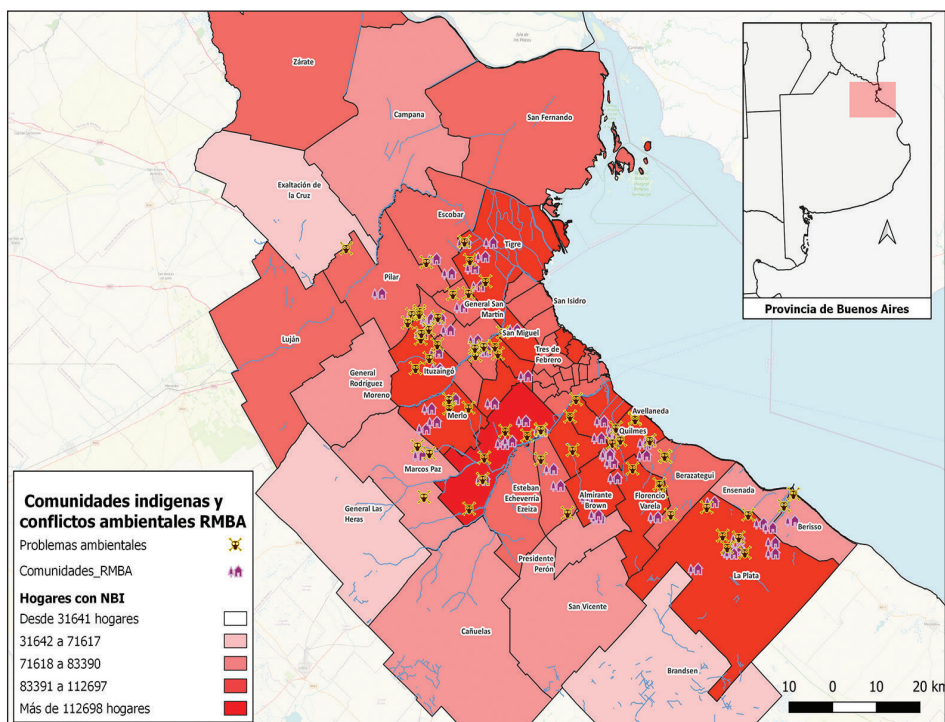 Zárate
Campana
San Fernando
Exaltación de
la Cruz
Escobar
Tigre
Pilar
San Isidro
General San
Martín
Luján
San Miguel
Tres de
Febrero
General
Rodríguez
Ituzaingó
Moreno
Merlo
Avellaneda
Quilmes
Marcos Paz
Berazategui
Esteban
Echeverría
Ezeiza
Almirante
Brown
Florencio
Varela
Ensenada
General Las
Heras
Berisso
Presidente
Perón
La Plata
San Vicente
Cañuelas
Brandsen
Provincia de Buenos Aires
Comunidades indigenas y
conflictos ambientales RMBA
Problemas ambientales
Comunidades_RMBA
Hogares con NBI
Desde 31641 hogares
31642 a 71617
71618 a 83390
83391 a 112697
Más de 112698 hogares
10 0 10 20 km